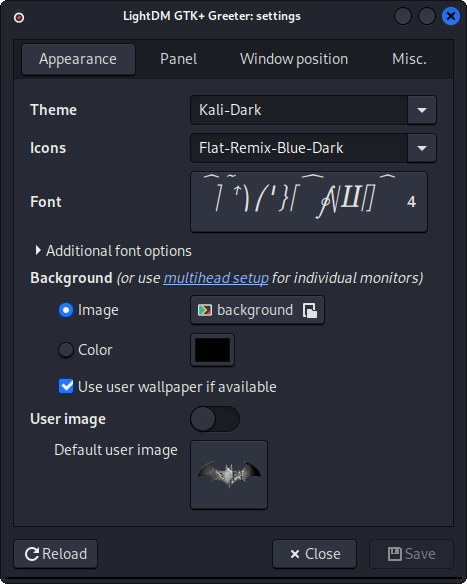 LightDM GTK+ Greeter: settings
Appearance Panel Window position Misc.
Theme Kali-Dark
Icons Flat-Remix-Blue-Dark
Font 4
Additional font options
Background (or use multihead setup for individual monitors)
Image background
Color
Use user wallpaper if available
User image
Default user image
Reload Close Save